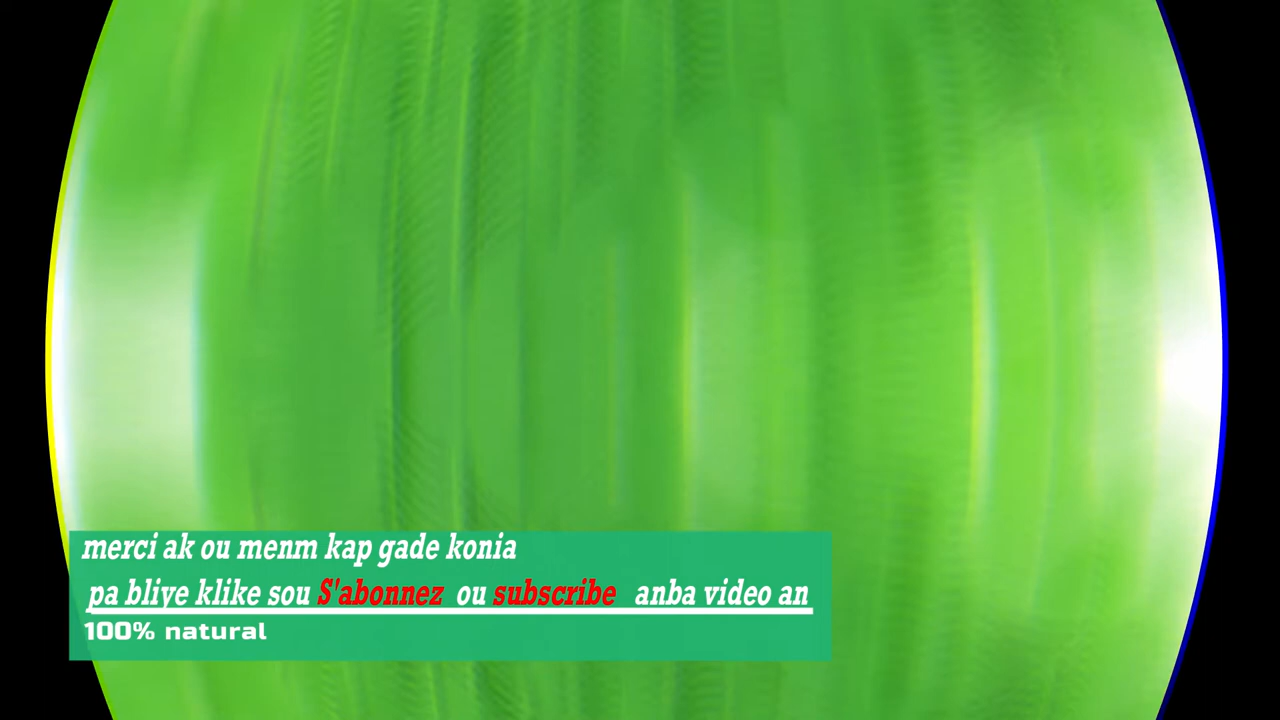 merci ak ou menm kap gade konia
pa bliye klike sou S'abonnez ou subscribe anba video an
100% natural